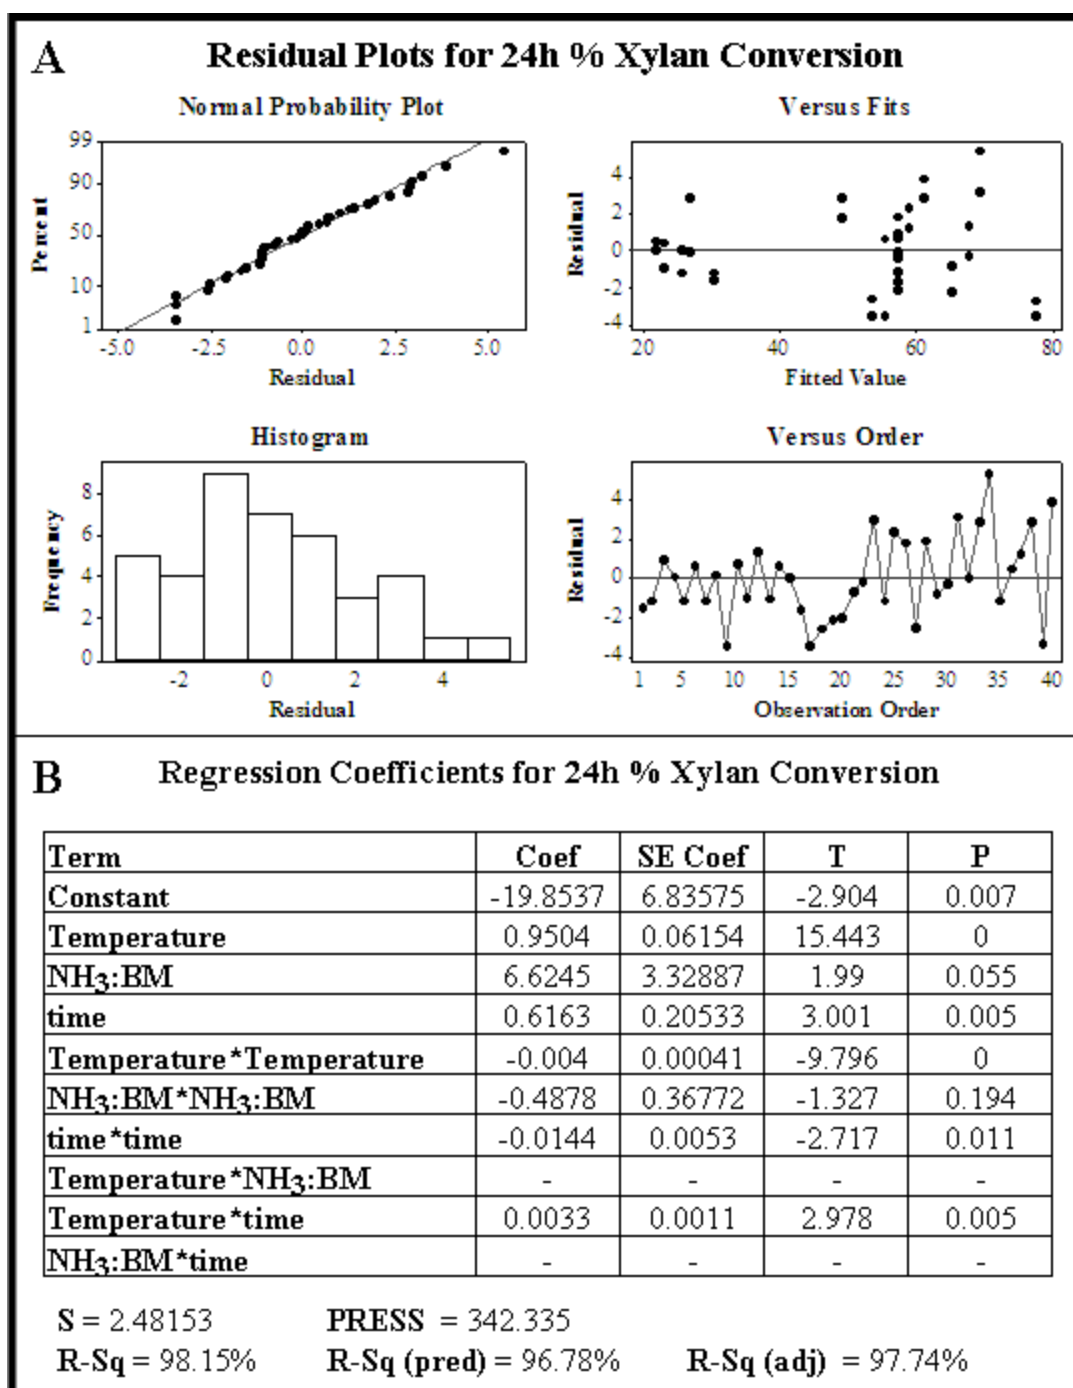 A Residual Plots for 24h % Xylan Conversion
Normal Probability Plot
Percent
99
90
50
10
1
-5.0 -2.5 0.0 2.5 5.0
Residual
Versus Fits
Residual
4
2
0
-2
-4
20 40 60 80
Fitted Value
Histogram
Frequency
8
6
4
2
0
-2 0 2 4
Residual
Versus Order
Residual
4
2
0
-2
-4
1 5 10 15 20 25 30 35 40
Observation Order
B Regression Coefficients for 24h % Xylan Conversion
Term Coef SE Coef T P
Constant -19.8537 6.83575 -2.904 0.007
Temperature 0.9504 0.06154 15.443 0
NH3:BM 6.6245 3.32887 1.99 0.055
time 0.6163 0.20533 3.001 0.005
Temperature*Temperature -0.004 0.00041 -9.796 0
NH3:BM*NH3:BM -0.4878 0.36772 -1.327 0.194
time*time -0.0144 0.0053 -2.717 0.011
Temperature*NH3:BM - - - -
Temperature*time 0.0033 0.0011 2.978 0.005
NH3:BM*time - - - -
S = 2.48153 PRESS = 342.335
R-Sq = 98.15% R-Sq (pred) = 96.78% R-Sq (adj) = 97.74%